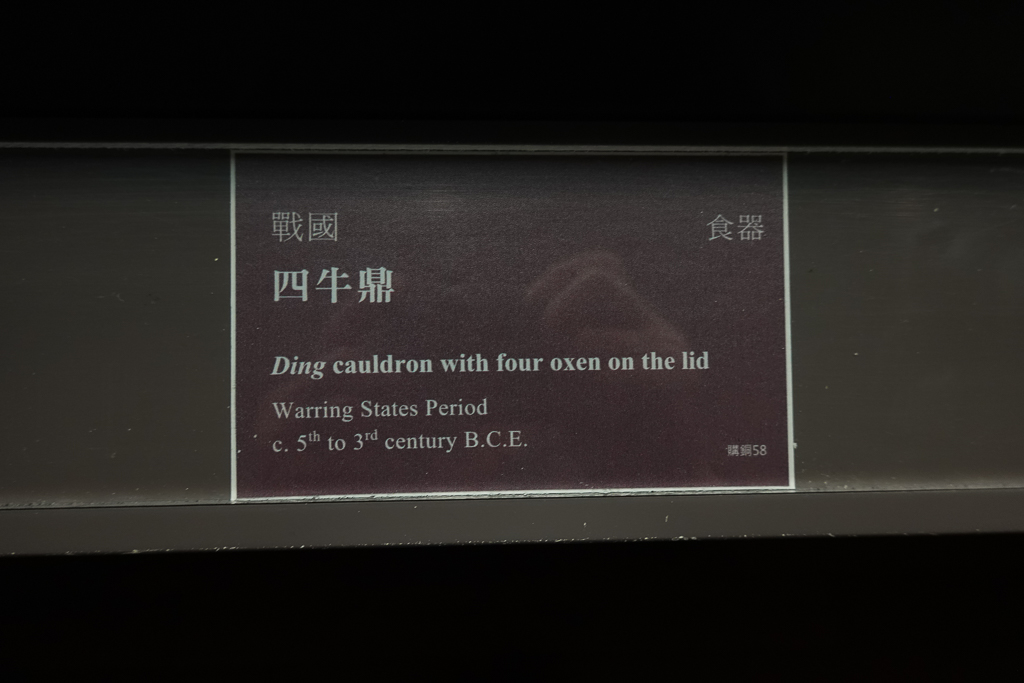 戰國
食器
四牛鼎
Ding cauldron with four oxen on the lid
Warring States Period
c. 5th to 3rd century B.C.E.
購銅58